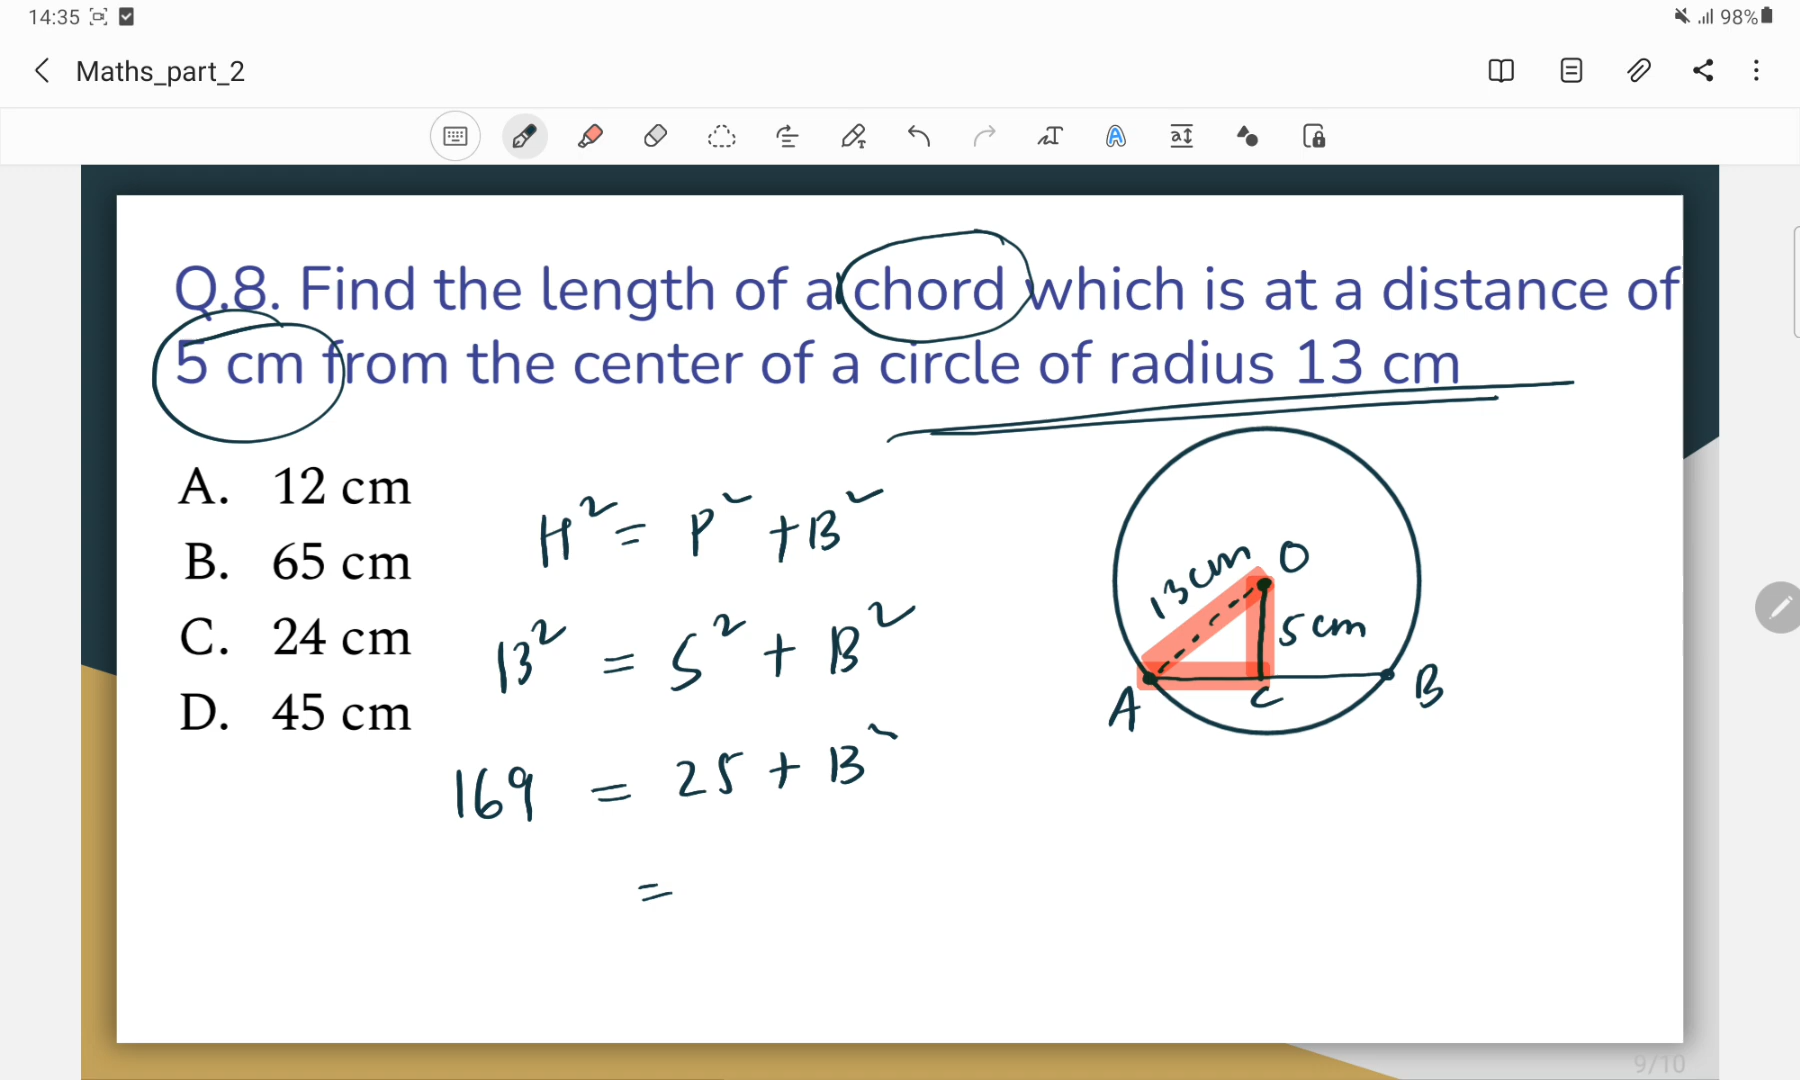 14:35
98%
Maths_part_2
Q.8. Find the length of a chord which is at a distance of
5 cm from the center of a circle of radius 13 cm
A. 12 cm
B. 65 cm
C. 24 cm
D. 45 cm
H² = P² + B²
13² = 5² + B²
169 = 25 + B²
=
13cm O
5cm
A C B
9/10